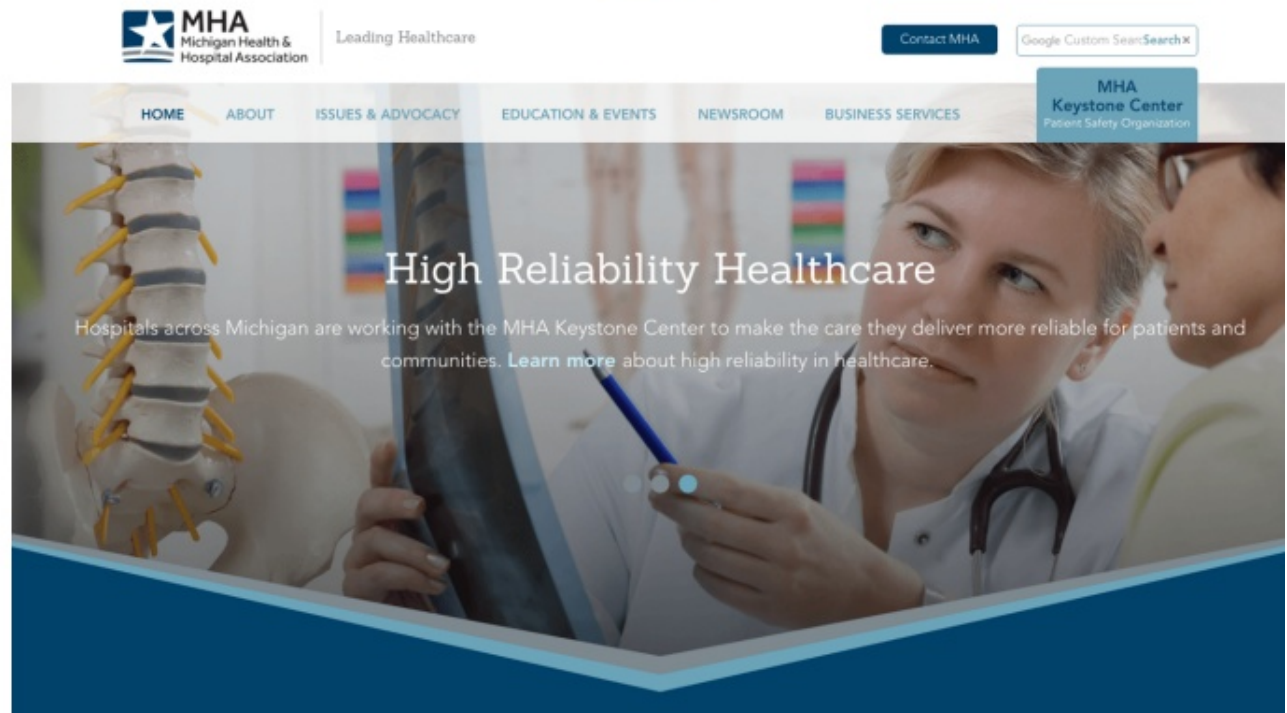 MHA
Michigan Health &
Hospital Association
Leading Healthcare
Contact MHA
Google Custom Searc Search ×
MHA
Keystone Center
Patient Safety Organization
HOME ABOUT ISSUES & ADVOCACY EDUCATION & EVENTS NEWSROOM BUSINESS SERVICES
High Reliability Healthcare
Hospitals across Michigan are working with the MHA Keystone Center to make the care they deliver more reliable for patients and
communities. Learn more about high reliability in healthcare.